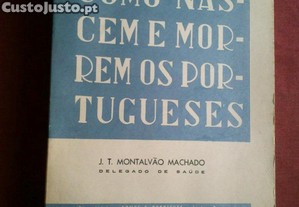 CustoJusto.pt
COMO NAS-
CEM E MOR-
REM OS POR-
TUGUESES
J. T. MONTALVÃO MACHADO
DELEGADO DE SAÚDE